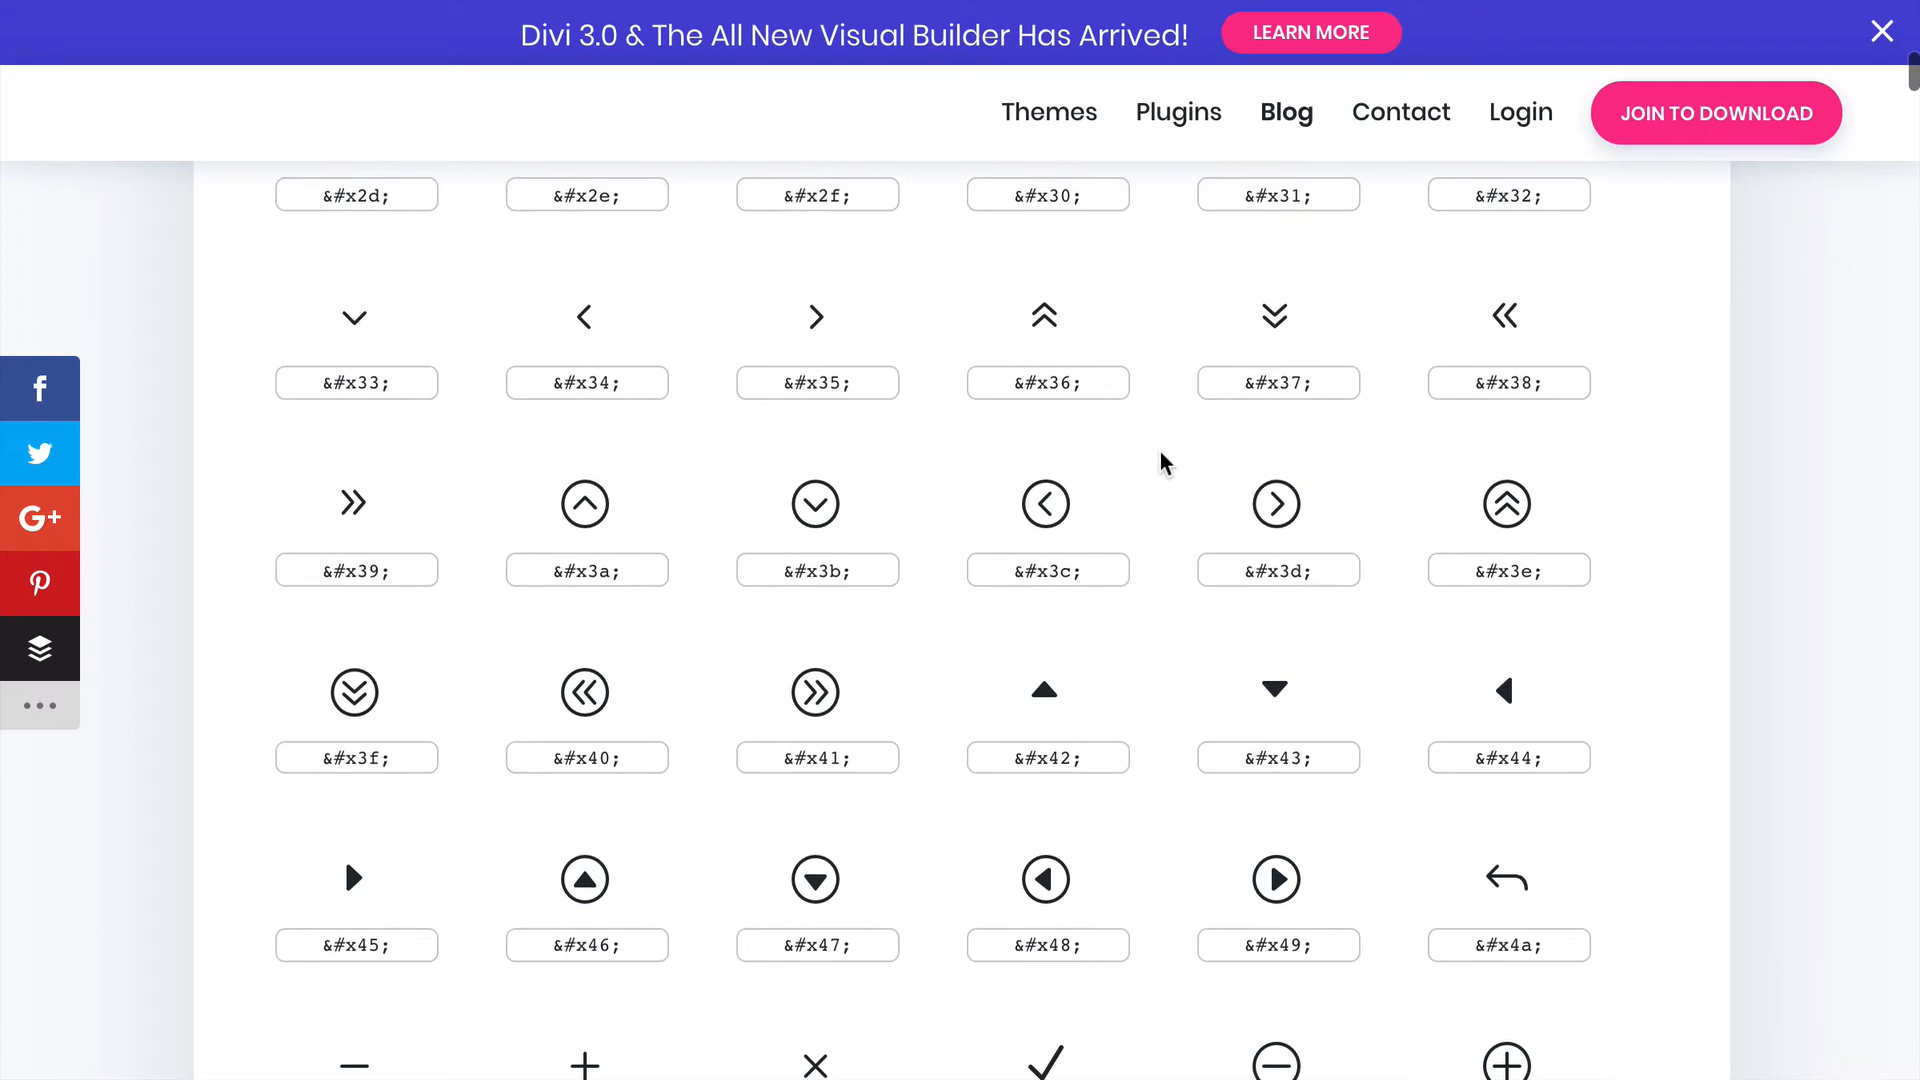 Divi 3.0 & The All New Visual Builder Has Arrived! LEARN MORE
Themes Plugins Blog Contact Login JOIN TO DOWNLOAD
&#x2d; &#x2e; &#x2f; &#x30; &#x31; &#x32;
&#x33; &#x34; &#x35; &#x36; &#x37; &#x38;
&#x39; &#x3a; &#x3b; &#x3c; &#x3d; &#x3e;
&#x3f; &#x40; &#x41; &#x42; &#x43; &#x44;
&#x45; &#x46; &#x47; &#x48; &#x49; &#x4a;